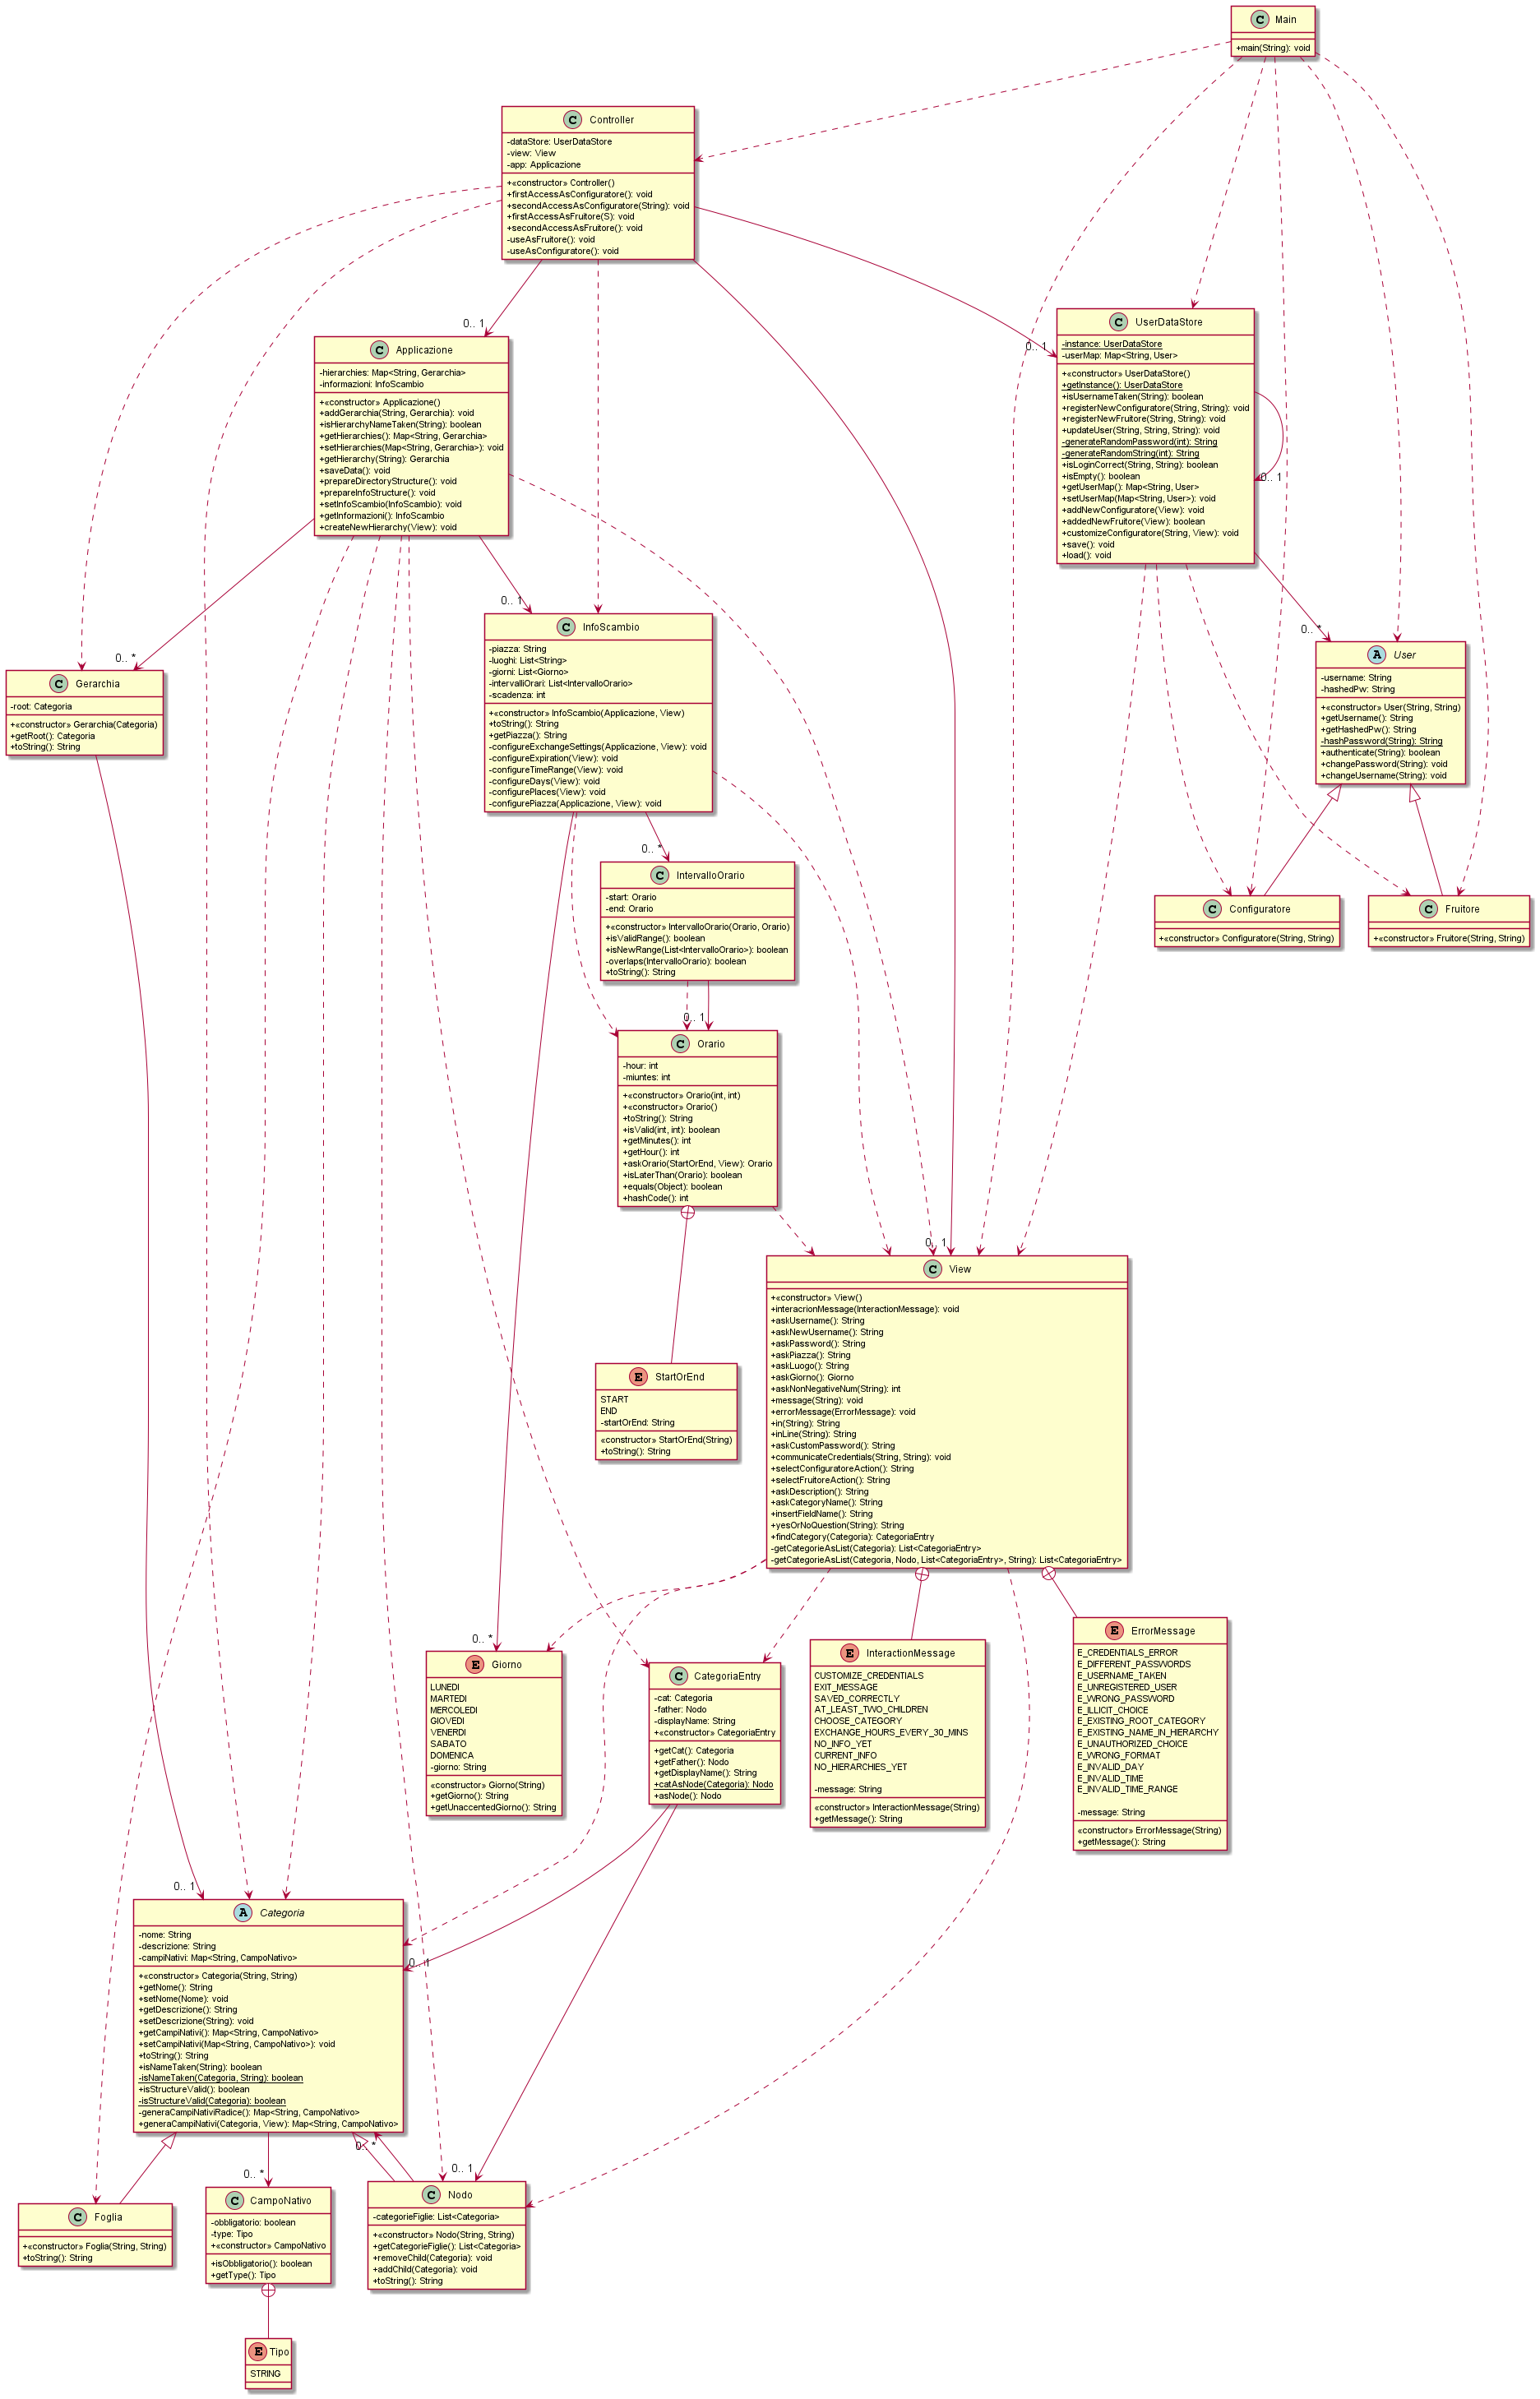 C Main
+main(String): void
C Controller
-dataStore: UserDataStore
-view: View
-app: Applicazione
+«constructor» Controller()
+firstAccessAsConfiguratore(): void
+secondAccessAsConfiguratore(String): void
+firstAccessAsFruitore(S): void
+secondAccessAsFruitore(): void
-useAsFruitore(): void
-useAsConfiguratore(): void
0.. 1
0.. 1
C UserDataStore
-instance: UserDataStore
-userMap: Map<String, User>
+«constructor» UserDataStore()
+getInstance(): UserDataStore
+isUsernameTaken(String): boolean
+registerNewConfiguratore(String, String): void
+registerNewFruitore(String, String): void
+updateUser(String, String, String): void
-generateRandomPassword(int): String
-generateRandomString(int): String
+isLoginCorrect(String, String): boolean
+isEmpty(): boolean
+getUserMap(): Map<String, User>
+setUserMap(Map<String, User>): void
+addNewConfiguratore(View): void
+addedNewFruitore(View): boolean
+customizeConfiguratore(String, View): void
+save(): void
+load(): void
0.. 1
C Applicazione
-hierarchies: Map<String, Gerarchia>
-informazioni: InfoScambio
+«constructor» Applicazione()
+addGerarchia(String, Gerarchia): void
+isHierarchyNameTaken(String): boolean
+getHierarchies(): Map<String, Gerarchia>
+setHierarchies(Map<String, Gerarchia>): void
+getHierarchy(String): Gerarchia
+saveData(): void
+prepareDirectoryStructure(): void
+prepareInfoStructure(): void
+setInfoScambio(InfoScambio): void
+getInformazioni(): InfoScambio
+createNewHierarchy(View): void
0.. 1
0.. *
0.. *
C InfoScambio
-piazza: String
-luoghi: List<String>
-giorni: List<Giorno>
-intervalliOrari: List<IntervalloOrario>
-scadenza: int
+«constructor» InfoScambio(Applicazione, View)
+toString(): String
+getPiazza(): String
-configureExchangeSettings(Applicazione, View): void
-configureExpiration(View): void
-configureTimeRange(View): void
-configureDays(View): void
-configurePlaces(View): void
-configurePiazza(Applicazione, View): void
A User
-username: String
-hashedPw: String
+«constructor» User(String, String)
+getUsername(): String
+getHashedPw(): String
-hashPassword(String): String
+authenticate(String): boolean
+changePassword(String): void
+changeUsername(String): void
C Gerarchia
-root: Categoria
+«constructor» Gerarchia(Categoria)
+getRoot(): Categoria
+toString(): String
0.. *
C IntervalloOrario
-start: Orario
-end: Orario
+«constructor» IntervalloOrario(Orario, Orario)
+isValidRange(): boolean
+isNewRange(List<IntervalloOrario>): boolean
-overlaps(IntervalloOrario): boolean
+toString(): String
C Configuratore
+«constructor» Configuratore(String, String)
C Fruitore
+«constructor» Fruitore(String, String)
0.. 1
C Orario
-hour: int
-miuntes: int
+«constructor» Orario(int, int)
+«constructor» Orario()
+toString(): String
+isValid(int, int): boolean
+getMinutes(): int
+getHour(): int
+askOrario(StartOrEnd, View): Orario
+isLaterThan(Orario): boolean
+equals(Object): boolean
+hashCode(): int
0.. 1
C View
+«constructor» View()
+interacrionMessage(InteractionMessage): void
+askUsername(): String
+askNewUsername(): String
+askPassword(): String
+askPiazza(): String
+askLuogo(): String
+askGiorno(): Giorno
+askNonNegativeNum(String): int
+message(String): void
+errorMessage(ErrorMessage): void
+in(String): String
+inLine(String): String
+askCustomPassword(): String
+communicateCredentials(String, String): void
+selectConfiguratoreAction(): String
+selectFruitoreAction(): String
+askDescription(): String
+askCategoryName(): String
+insertFieldName(): String
+yesOrNoQuestion(String): String
+findCategory(Categoria): CategoriaEntry
-getCategorieAsList(Categoria): List<CategoriaEntry>
-getCategorieAsList(Categoria, Nodo, List<CategoriaEntry>, String): List<CategoriaEntry>
E StartOrEnd
START
END
-startOrEnd: String
«constructor» StartOrEnd(String)
+toString(): String
0.. *
E Giorno
LUNEDI
MARTEDI
MERCOLEDI
GIOVEDI
VENERDI
SABATO
DOMENICA
-giorno: String
«constructor» Giorno(String)
+getGiorno(): String
+getUnaccentedGiorno(): String
C CategoriaEntry
-cat: Categoria
-father: Nodo
-displayName: String
+«constructor» CategoriaEntry
+getCat(): Categoria
+getFather(): Nodo
+getDisplayName(): String
+catAsNode(Categoria): Nodo
+asNode(): Nodo
E InteractionMessage
CUSTOMIZE_CREDENTIALS
EXIT_MESSAGE
SAVED_CORRECTLY
AT_LEAST_TWO_CHILDREN
CHOOSE_CATEGORY
EXCHANGE_HOURS_EVERY_30_MINS
NO_INFO_YET
CURRENT_INFO
NO_HIERARCHIES_YET
-message: String
«constructor» InteractionMessage(String)
+getMessage(): String
E ErrorMessage
E_CREDENTIALS_ERROR
E_DIFFERENT_PASSWORDS
E_USERNAME_TAKEN
E_UNREGISTERED_USER
E_WRONG_PASSWORD
E_ILLICIT_CHOICE
E_EXISTING_ROOT_CATEGORY
E_EXISTING_NAME_IN_HIERARCHY
E_UNAUTHORIZED_CHOICE
E_WRONG_FORMAT
E_INVALID_DAY
E_INVALID_TIME
E_INVALID_TIME_RANGE
-message: String
«constructor» ErrorMessage(String)
+getMessage(): String
0.. 1
0.. 1
A Categoria
-nome: String
-descrizione: String
-campiNativi: Map<String, CampoNativo>
+«constructor» Categoria(String, String)
+getNome(): String
+setNome(Nome): void
+getDescrizione(): String
+setDescrizione(String): void
+getCampiNativi(): Map<String, CampoNativo>
+setCampiNativi(Map<String, CampoNativo>): void
+toString(): String
+isNameTaken(String): boolean
-isNameTaken(Categoria, String): boolean
+isStructureValid(): boolean
-isStructureValid(Categoria): boolean
-generaCampiNativiRadice(): Map<String, CampoNativo>
+generaCampiNativi(Categoria, View): Map<String, CampoNativo>
0.. *
0.. *
0.. 1
C Foglia
+«constructor» Foglia(String, String)
+toString(): String
C CampoNativo
-obbligatorio: boolean
-type: Tipo
+«constructor» CampoNativo
+isObbligatorio(): boolean
+getType(): Tipo
C Nodo
-categorieFiglie: List<Categoria>
+«constructor» Nodo(String, String)
+getCategorieFiglie(): List<Categoria>
+removeChild(Categoria): void
+addChild(Categoria): void
+toString(): String
E Tipo
STRING